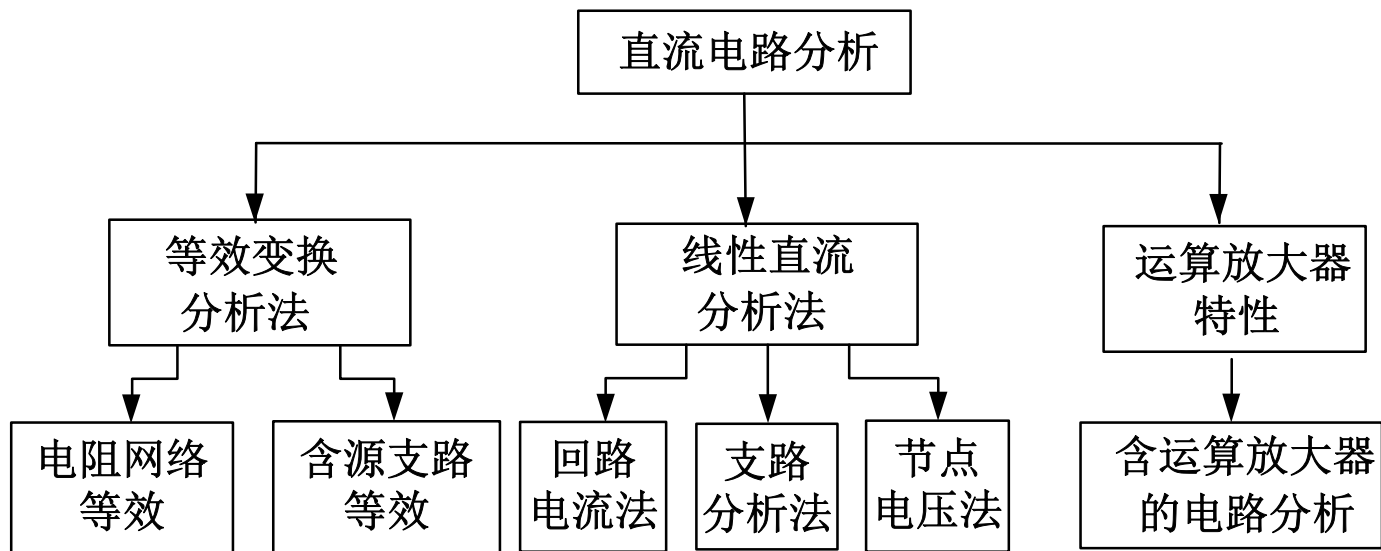 直流电路分析
等效变换
分析法
线性直流
分析法
运算放大器
特性
电阻网络
等效
含源支路
等效
回路
电流法
支路
分析法
节点
电压法
含运算放大器
的电路分析